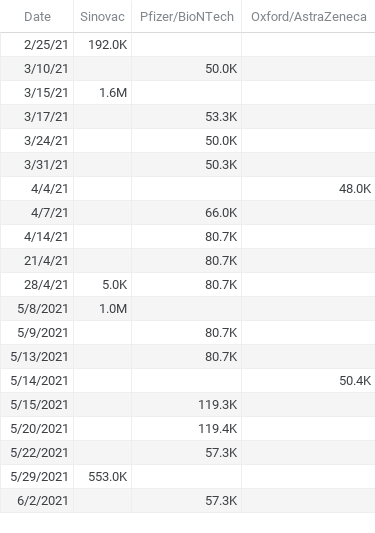 Date Sinovac Pfizer/BioNTech Oxford/AstraZeneca
2/25/21 192.0K
3/10/21 50.0K
3/15/21 1.6M
3/17/21 53.3K
3/24/21 50.0K
3/31/21 50.3K
4/4/21 48.0K
4/7/21 66.0K
4/14/21 80.7K
21/4/21 80.7K
28/4/21 5.0K 80.7K
5/8/2021 1.0M
5/9/2021 80.7K
5/13/2021 80.7K
5/14/2021 50.4K
5/15/2021 119.3K
5/20/2021 119.4K
5/22/2021 57.3K
5/29/2021 553.0K
6/2/2021 57.3K